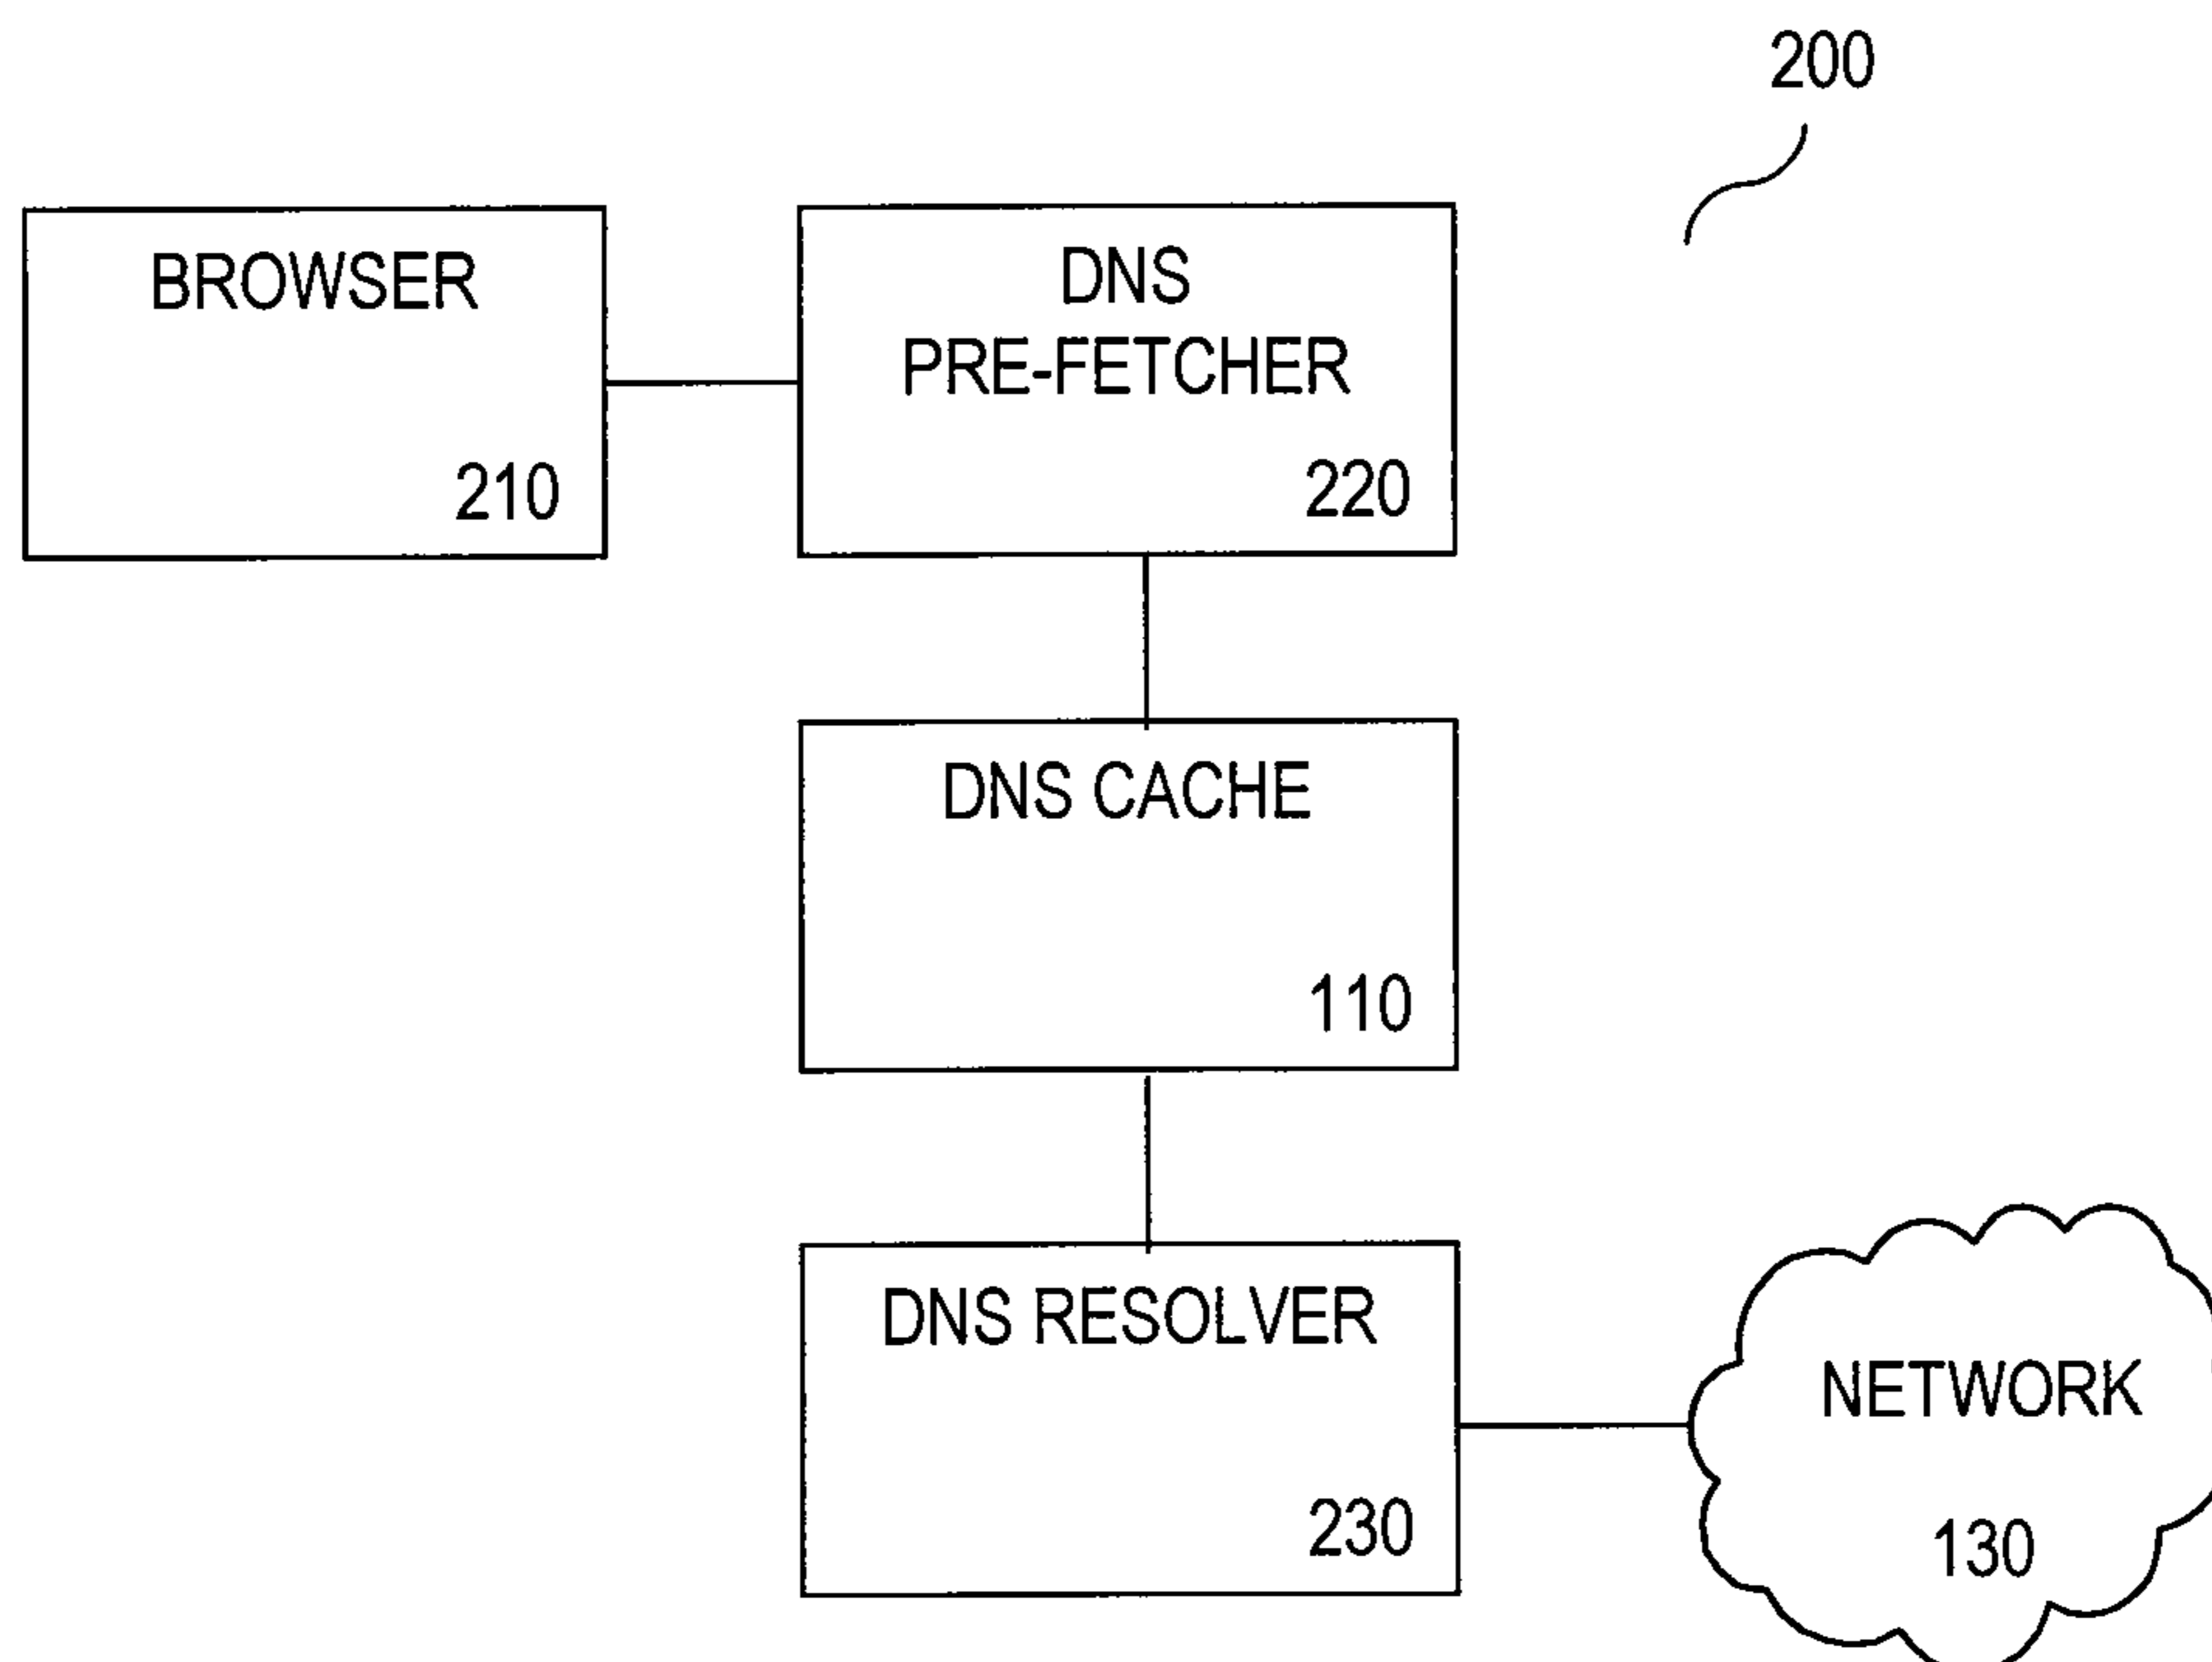 200
BROWSER
210
DNS
PRE-FETCHER
220
DNS CACHE
110
DNS RESOLVER
230
NETWORK
130